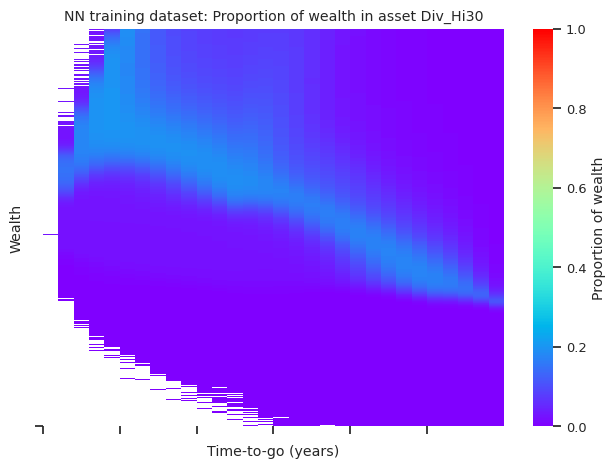 NN training dataset: Proportion of wealth in asset Div_Hi30
1.0
0.8
0.6
0.4
0.2
0.0
Proportion of wealth
Wealth
Time-to-go (years)